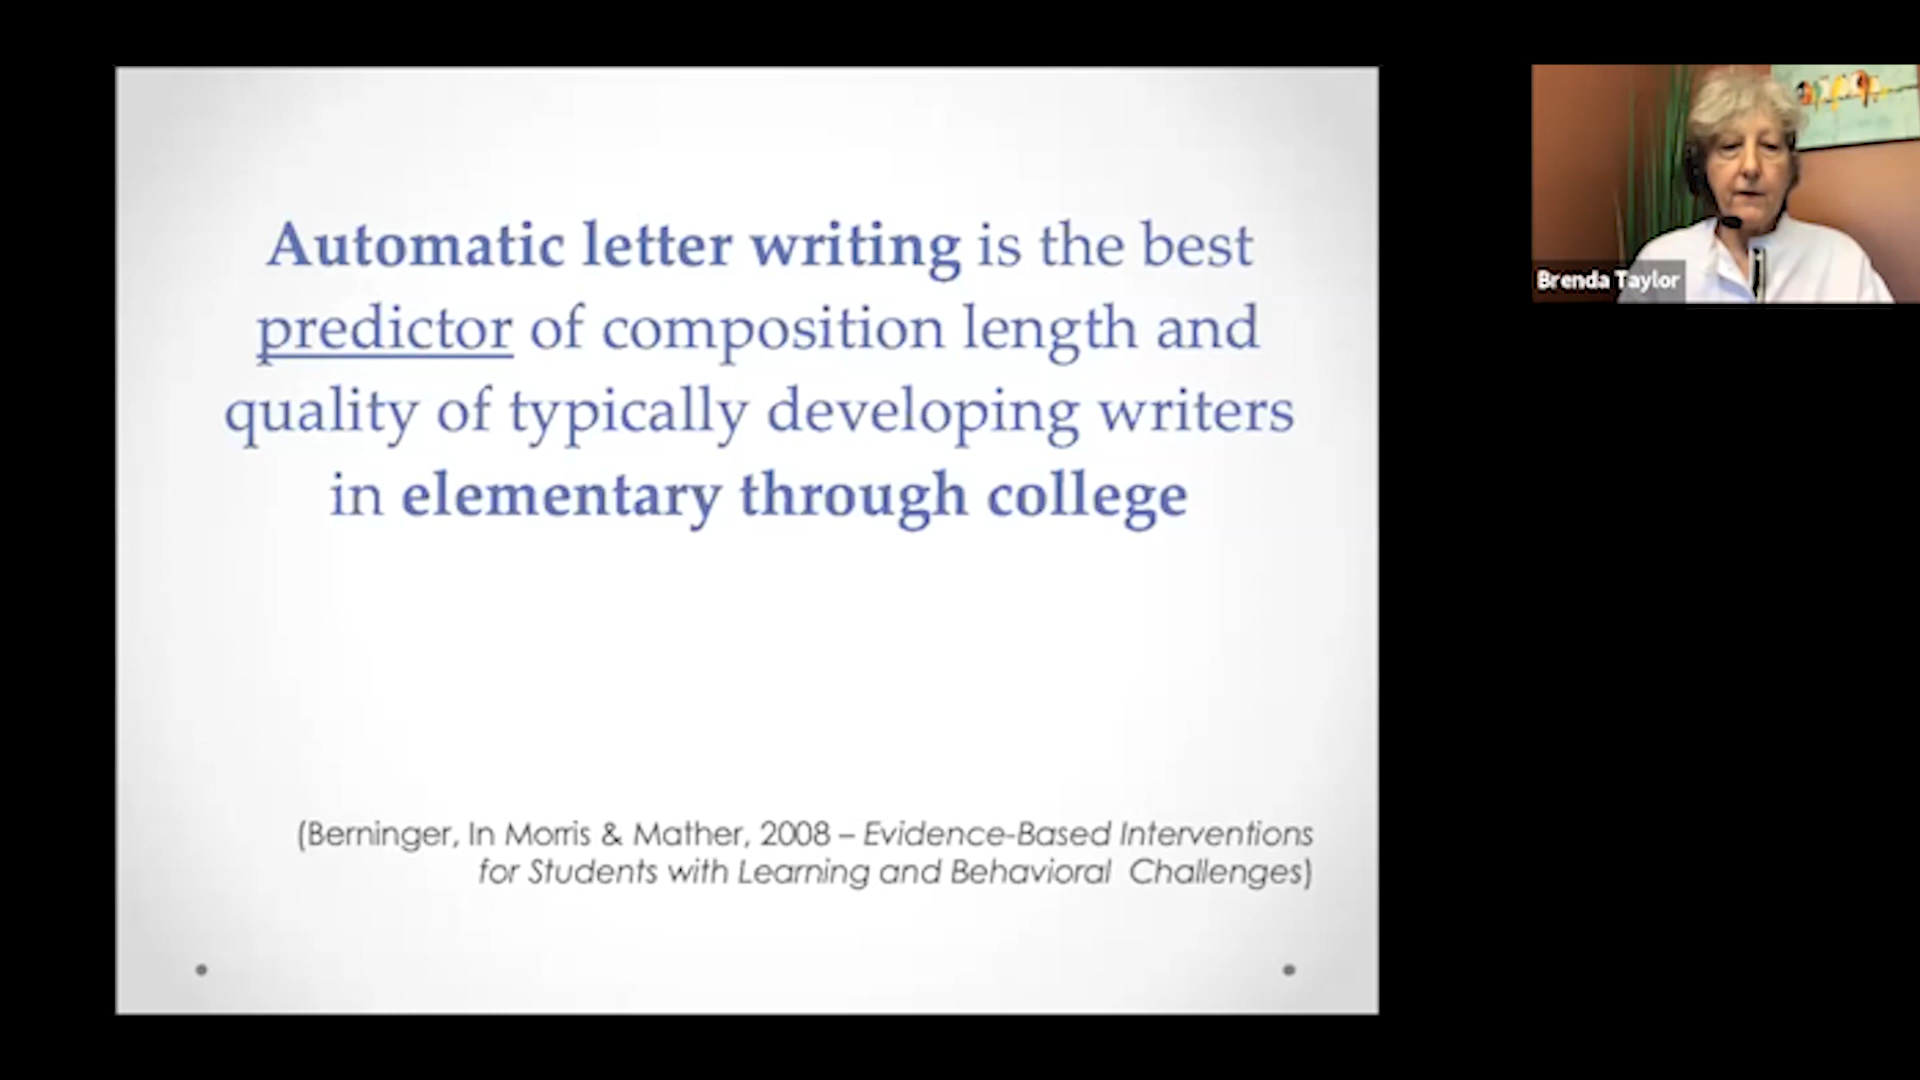 Automatic letter writing is the best
predictor of composition length and
quality of typically developing writers
in elementary through college
(Berninger, In Morris & Mather, 2008 – Evidence-Based Interventions
for Students with Learning and Behavioral Challenges)
Brenda Taylor